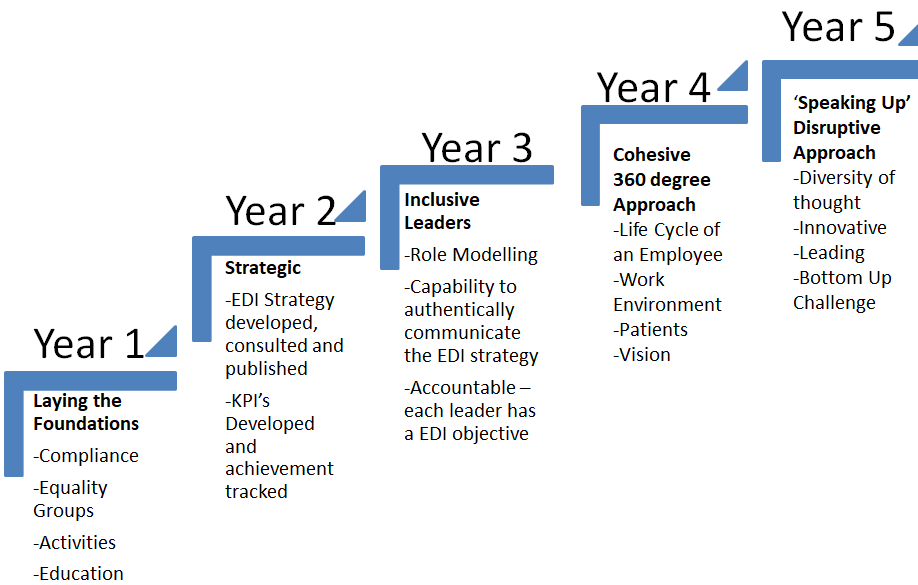 Year 1
Laying the
Foundations
-Compliance
-Equality
Groups
-Activities
-Education
Year 2
Strategic
-EDI Strategy
developed,
consulted and
published
-KPI’s
Developed
and
achievement
tracked
Year 3
Inclusive
Leaders
-Role Modelling
-Capability to
authentically
communicate
the EDI strategy
-Accountable –
each leader has
a EDI objective
Year 4
Cohesive
360 degree
Approach
-Life Cycle of
an Employee
-Work
Environment
-Patients
-Vision
Year 5
‘Speaking Up’
Disruptive
Approach
-Diversity of
thought
-Innovative
-Leading
-Bottom Up
Challenge